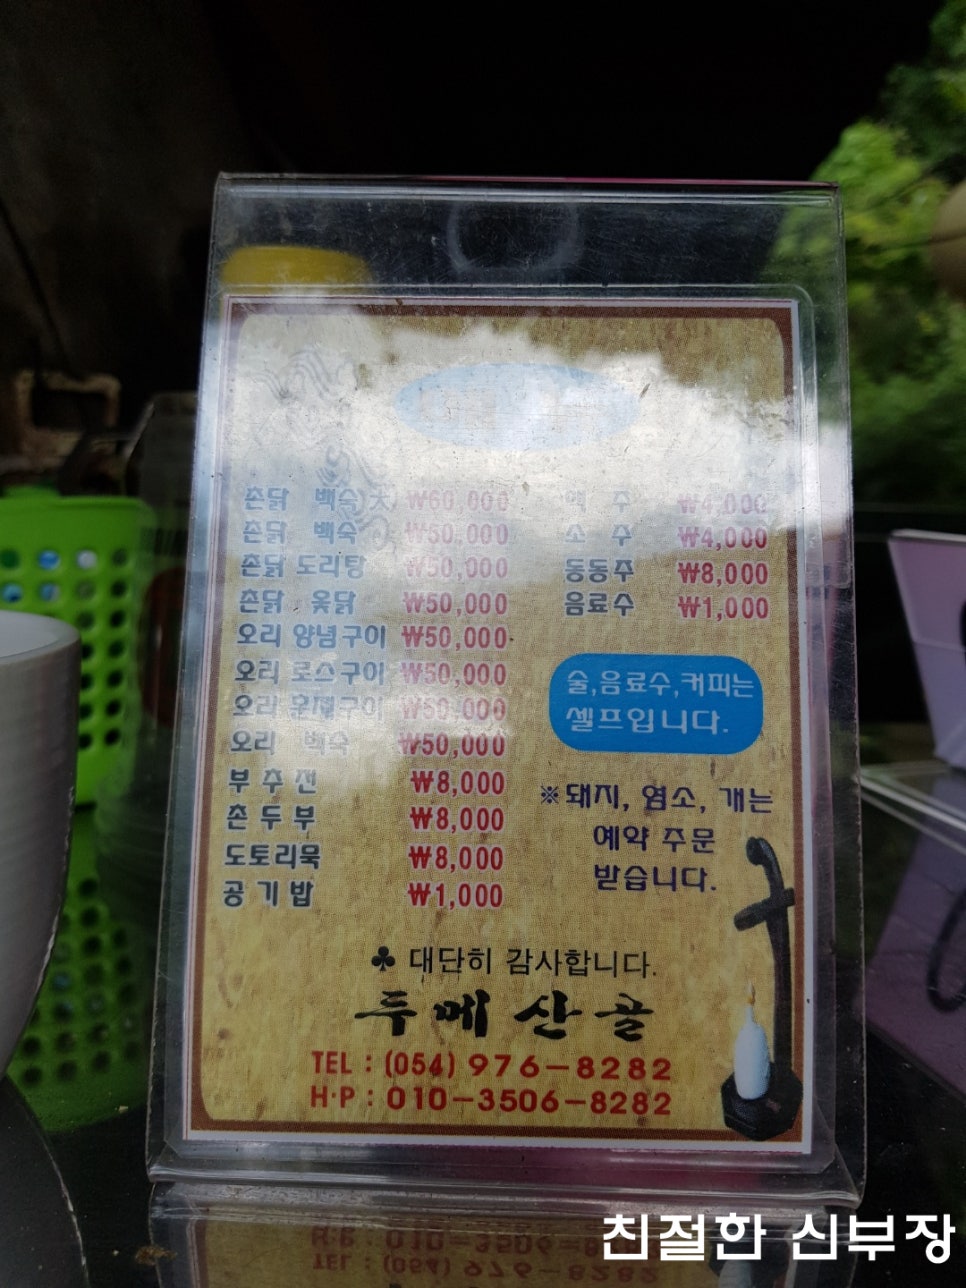 촌닭 백숙(大) ₩60,000
촌닭 백숙 ₩50,000
촌닭 도리탕 ₩50,000
촌닭 옻닭 ₩50,000
오리 양념구이 ₩50,000
오리 로스구이 ₩50,000
오리 훈제구이 ₩50,000
오리 백숙 ₩50,000
부추전 ₩8,000
촌두부 ₩8,000
도토리묵 ₩8,000
공기밥 ₩1,000
맥 주 ₩4,000
소 주 ₩4,000
동동주 ₩8,000
음료수 ₩1,000
술,음료수,커피는
셀프입니다.
※돼지, 염소, 개는
예약 주문
받습니다.
♣ 대단히 감사합니다.
두메산골
TEL : (054) 976-8282
H·P : 010-3506-8282
친절한 신부장